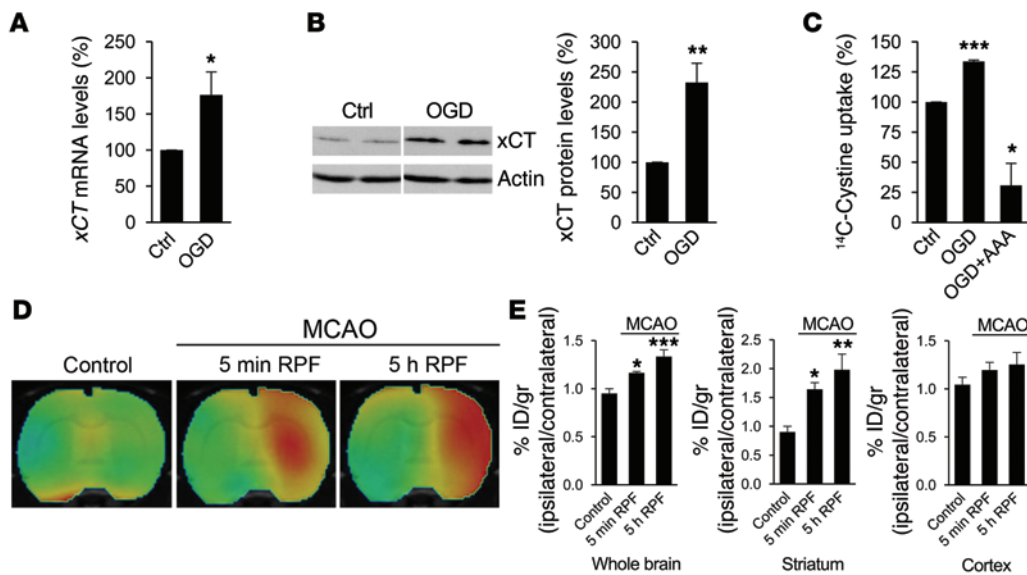 A
xCT mRNA levels (%)
250
200
150
100
50
0
*
Ctrl
OGD
B
Ctrl
OGD
xCT
Actin
xCT protein levels (%)
300
250
200
150
100
50
0
**
Ctrl
OGD
C
14C-Cystine uptake (%)
150
125
100
75
50
25
0
***
*
Ctrl
OGD
OGD+AAA
D
MCAO
Control
5 min RPF
5 h RPF
E
% ID/gr
(ipsilateral/contralateral)
1.5
1.0
0.5
0.0
MCAO
*
***
Control
5 min RPF
5 h RPF
Whole brain
% ID/gr
(ipsilateral/contralateral)
2.5
2.0
1.5
1.0
0.5
0.0
MCAO
*
**
Control
5 min RPF
5 h RPF
Striatum
% ID/gr
(ipsilateral/contralateral)
1.5
1.0
0.5
0.0
MCAO
Control
5 min RPF
5 h RPF
Cortex